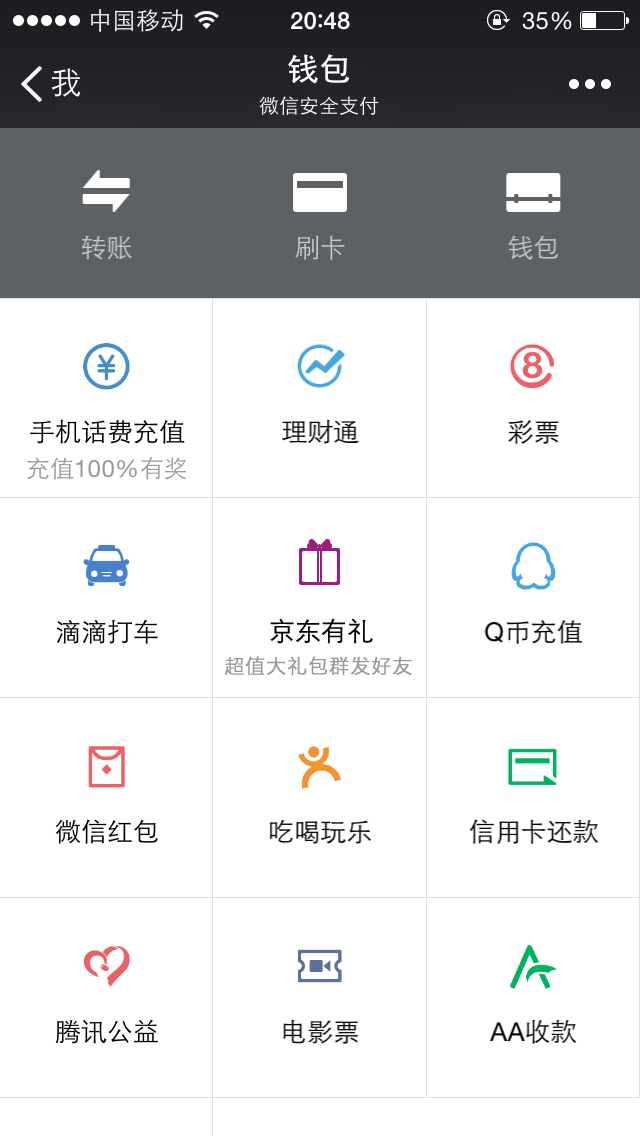 中国移动 20:48 35%
我 钱包
微信安全支付
转账 刷卡 钱包
手机话费充值 理财通 彩票
充值100%有奖
滴滴打车 京东有礼 Q币充值
超值大礼包群发好友
微信红包 吃喝玩乐 信用卡还款
腾讯公益 电影票 AA收款